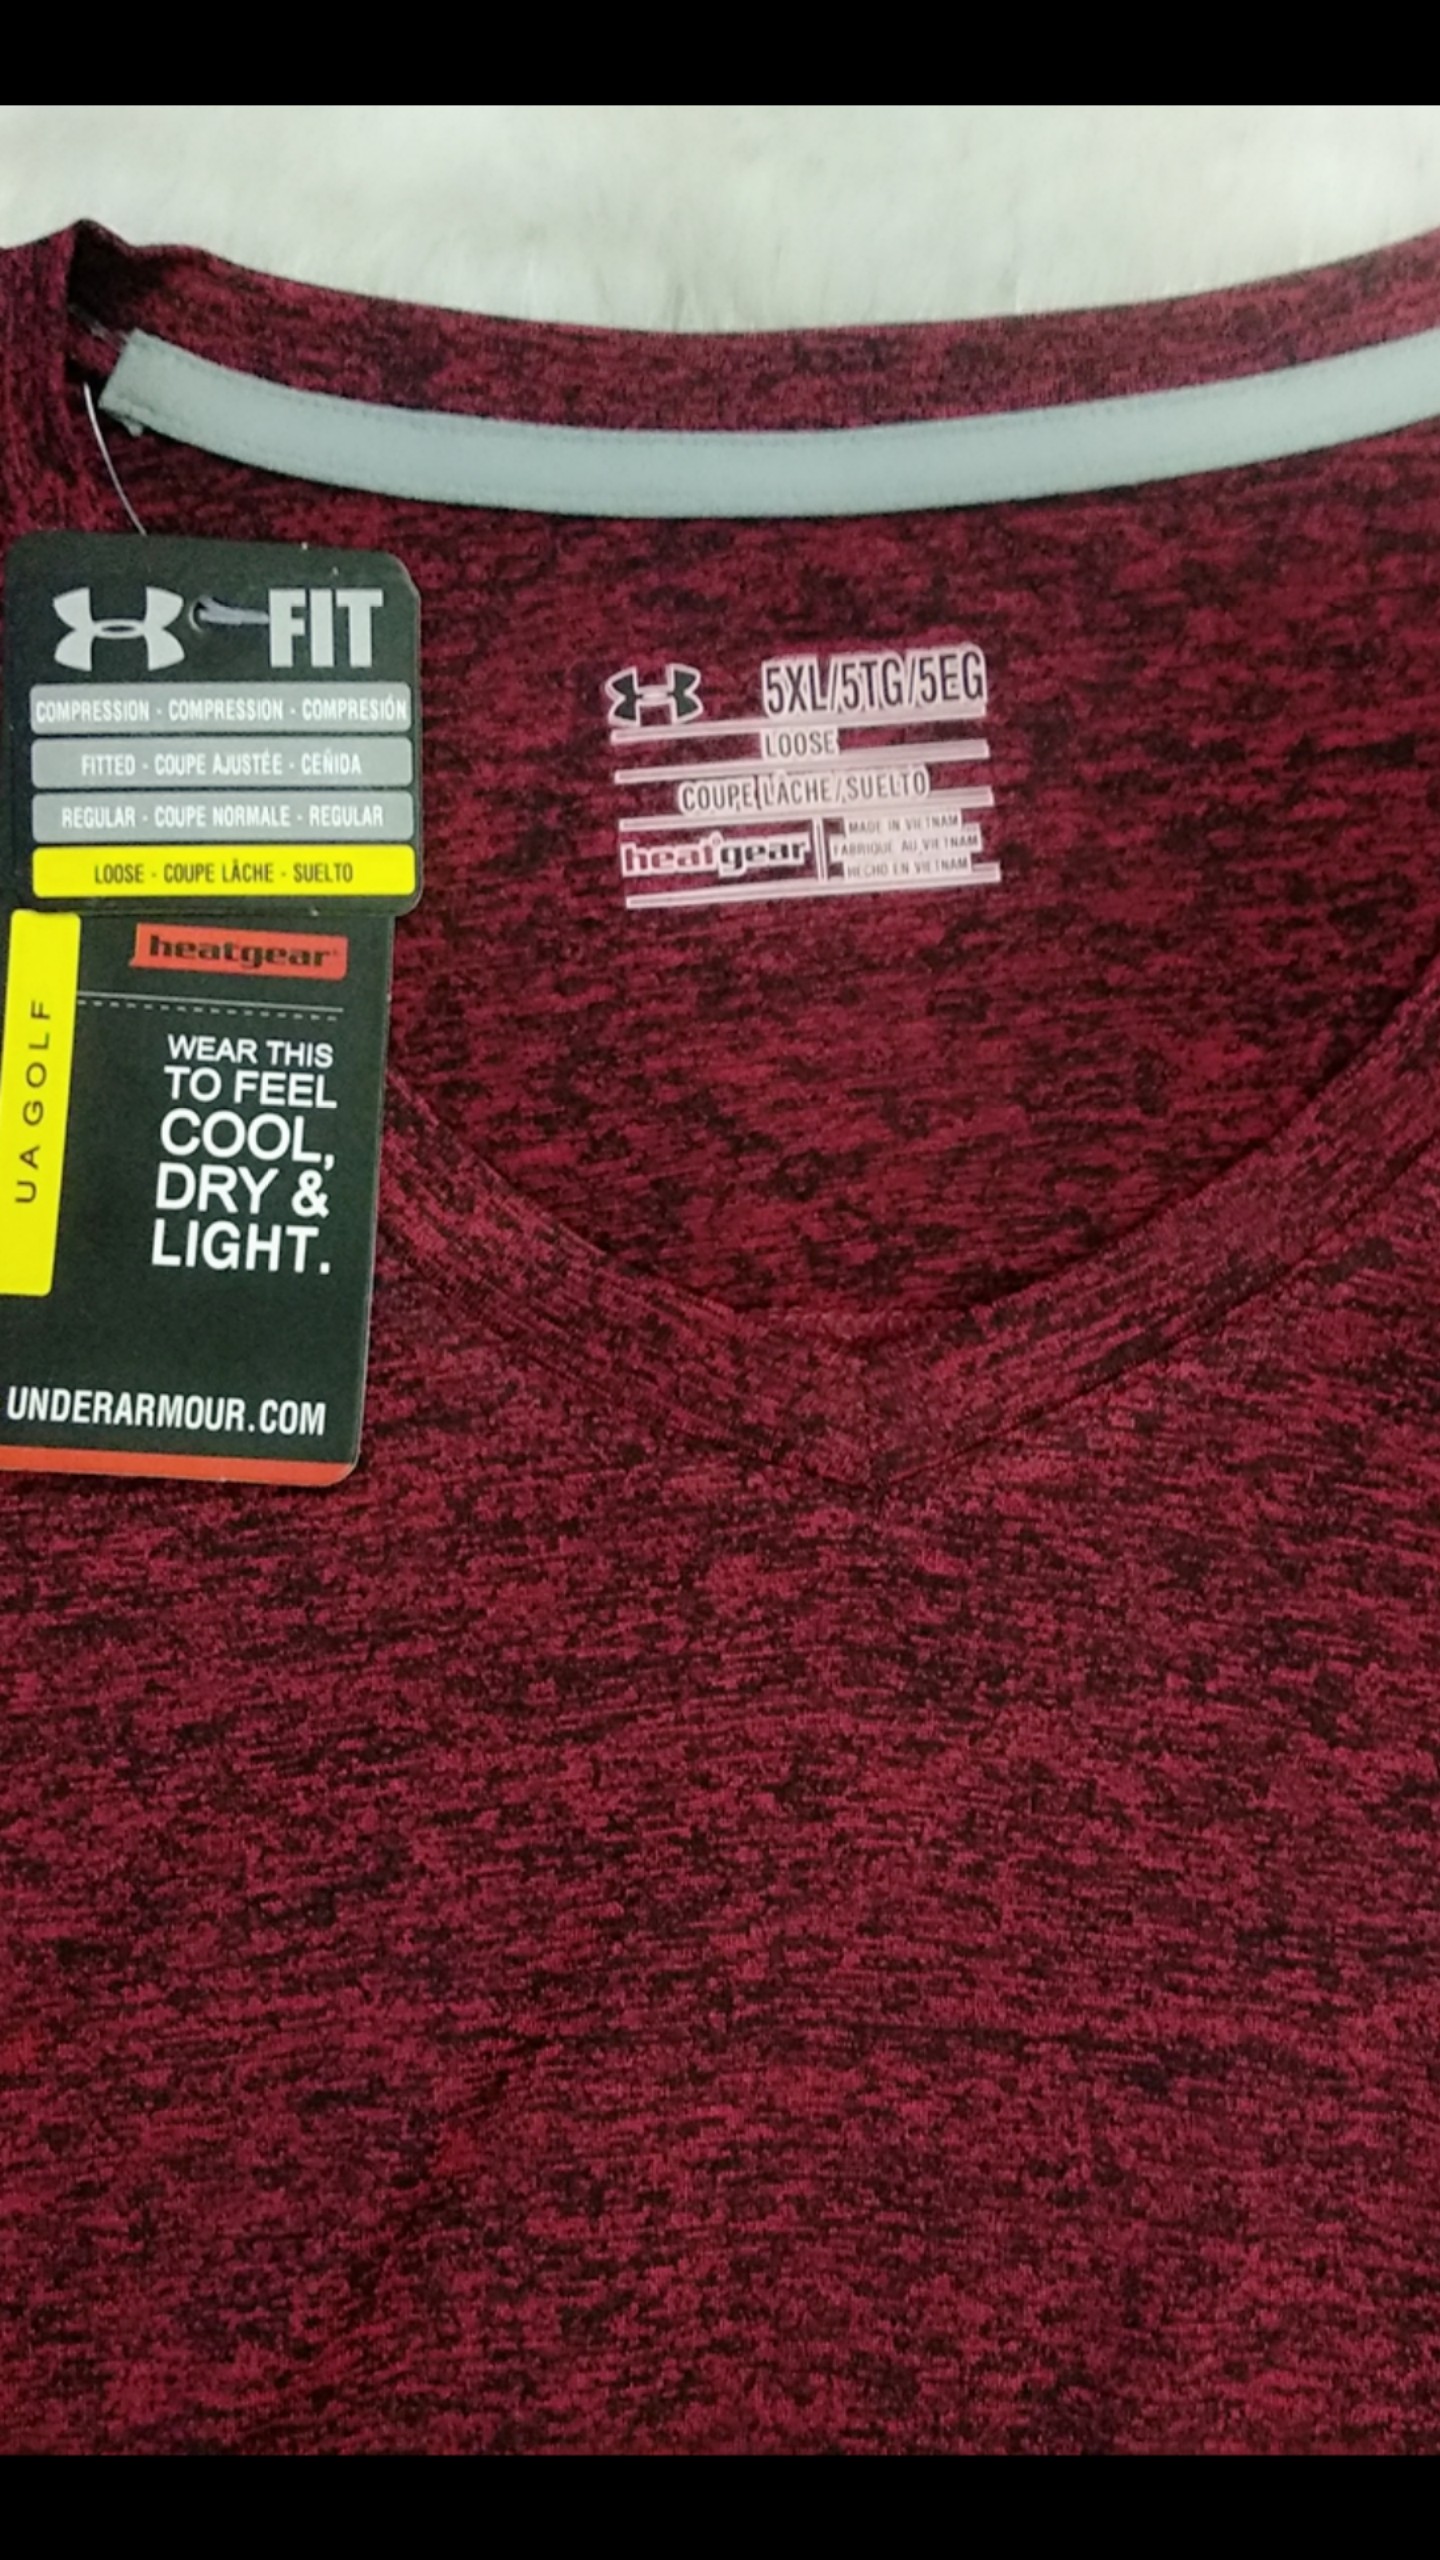 FIT
COMPRESSION - COMPRESSION - COMPRESIÓN
FITTED - COUPE AJUSTÉE - CEÑIDA
REGULAR - COUPE NORMALE - REGULAR
LOOSE - COUPE LÂCHE - SUELTO
heatgear
UA GOLF
WEAR THIS
TO FEEL
COOL,
DRY &
LIGHT.
UNDERARMOUR.COM
5XL/5TG/5EG
LOOSE
COUPE LÂCHE/SUELTO
heatgear
MADE IN VIETNAM
FABRIQUE AU VIETNAM
HECHO EN VIETNAM